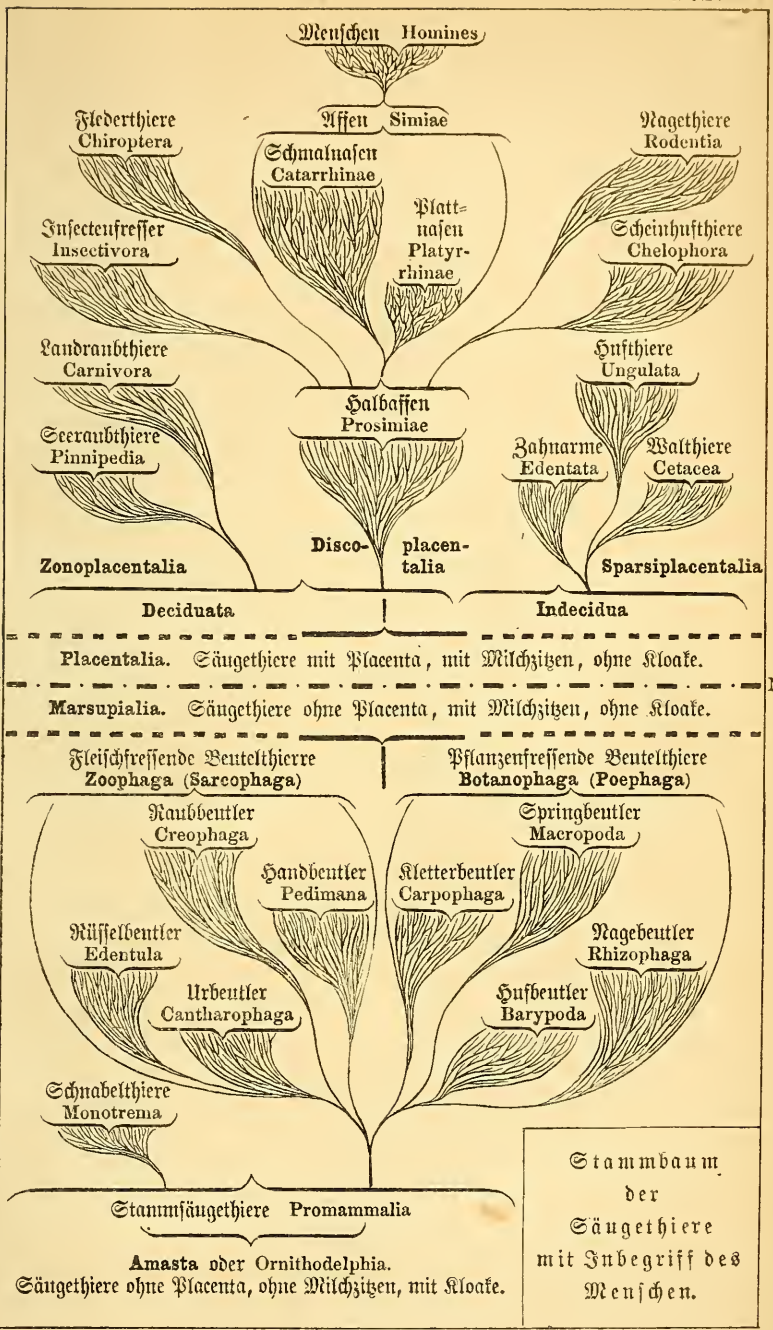 Menschen Homines
Affen Simiae
Flederthiere
Chiroptera
Schmalnasen
Catarrhinae
Platt=
nasen
Platyr-
rhinae
Nagethiere
Rodentia
Insectenfresser
Insectivora
Scheinhufthiere
Chelophora
Landraubthiere
Carnivora
Hufthiere
Ungulata
Halbaffen
Prosimiae
Seeraubthiere
Pinnipedia
Zahnarme
Edentata
Walthiere
Cetacea
Zonoplacentalia
Disco- placen-
talia
Sparsiplacentalia
Deciduata
Indecidua
Placentalia. Säugethiere mit Placenta, mit Milchzitzen, ohne Kloake.
Marsupialia. Säugethiere ohne Placenta, mit Milchzitzen, ohne Kloake.
Fleischfressende Beutelthierre
Zoophaga (Sarcophaga)
Pflanzenfressende Beutelthiere
Botanophaga (Poephaga)
Raubbeutler
Creophaga
Springbeutler
Macropoda
Handbeutler
Pedimana
Kletterbeutler
Carpophaga
Rüsselbeutler
Edentula
Nagebeutler
Rhizophaga
Urbeutler
Cantharophaga
Hufbeutler
Barypoda
Schnabelthiere
Monotrema
Stammsäugethiere Promammalia
Amasta oder Ornithodelphia.
Säugethiere ohne Placenta, ohne Milchzitzen, mit Kloake.
Stammbaum
der
Säugethiere
mit Inbegriff des
Menschen.